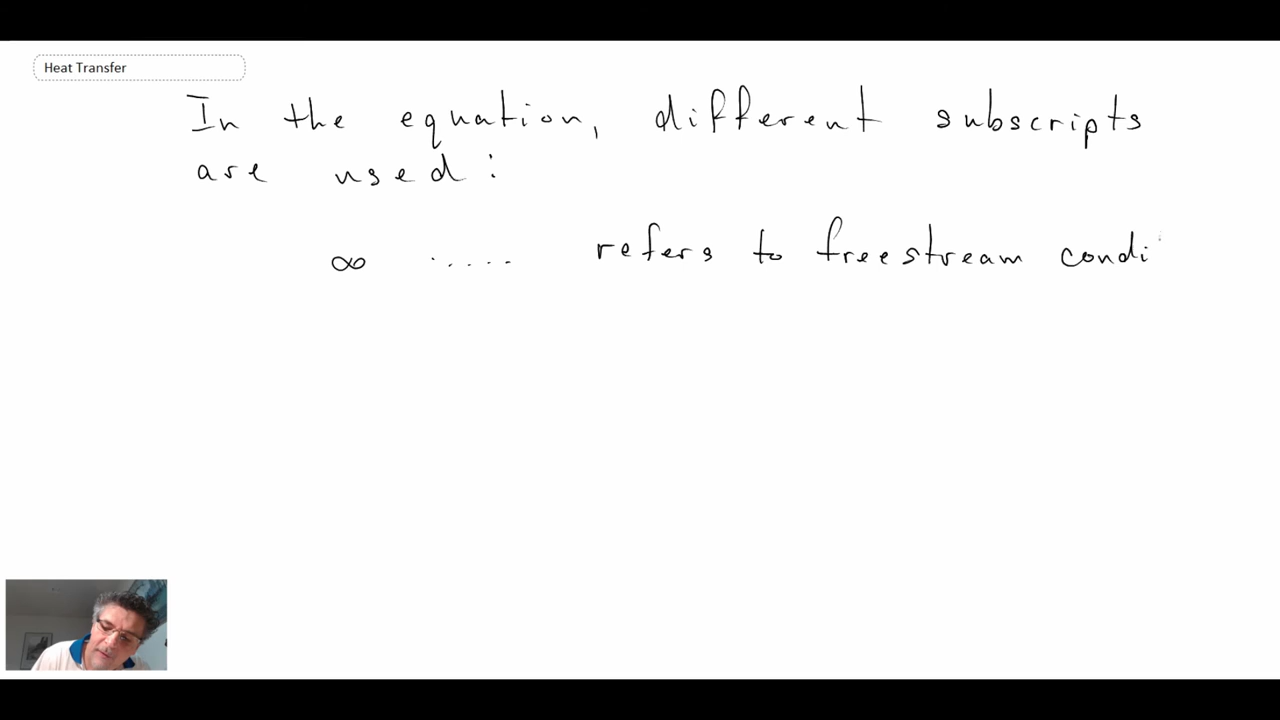 Heat Transfer
In the equation, different subscripts
are used:
∞ ..... refers to freestream condi